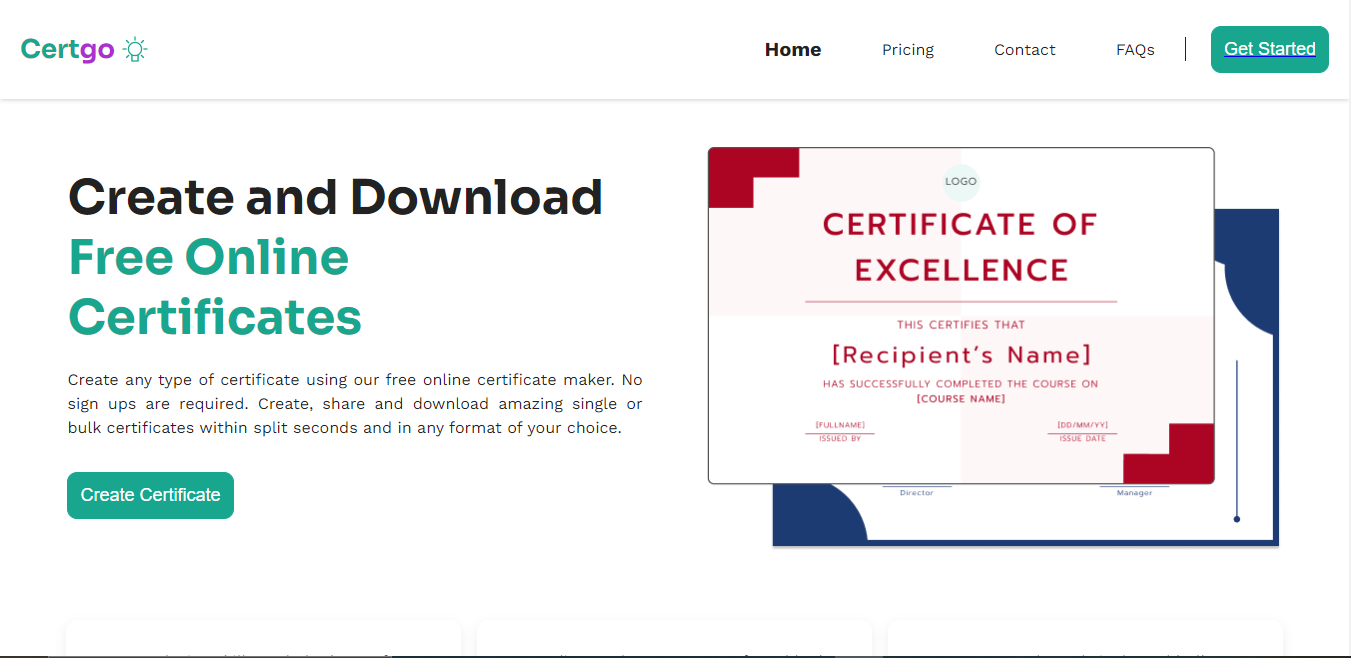 Certgo
Home
Pricing
Contact
FAQs
Get Started
Create and Download
Free Online
Certificates
Create any type of certificate using our free online certificate maker. No
sign ups are required. Create, share and download amazing single or
bulk certificates within split seconds and in any format of your choice.
Create Certificate
LOGO
CERTIFICATE OF
EXCELLENCE
THIS CERTIFIES THAT
[Recipient's Name]
HAS SUCCESSFULLY COMPLETED THE COURSE ON
[COURSE NAME]
[FULLNAME]
ISSUED BY
[DD/MM/YY]
ISSUE DATE
Director
Manager